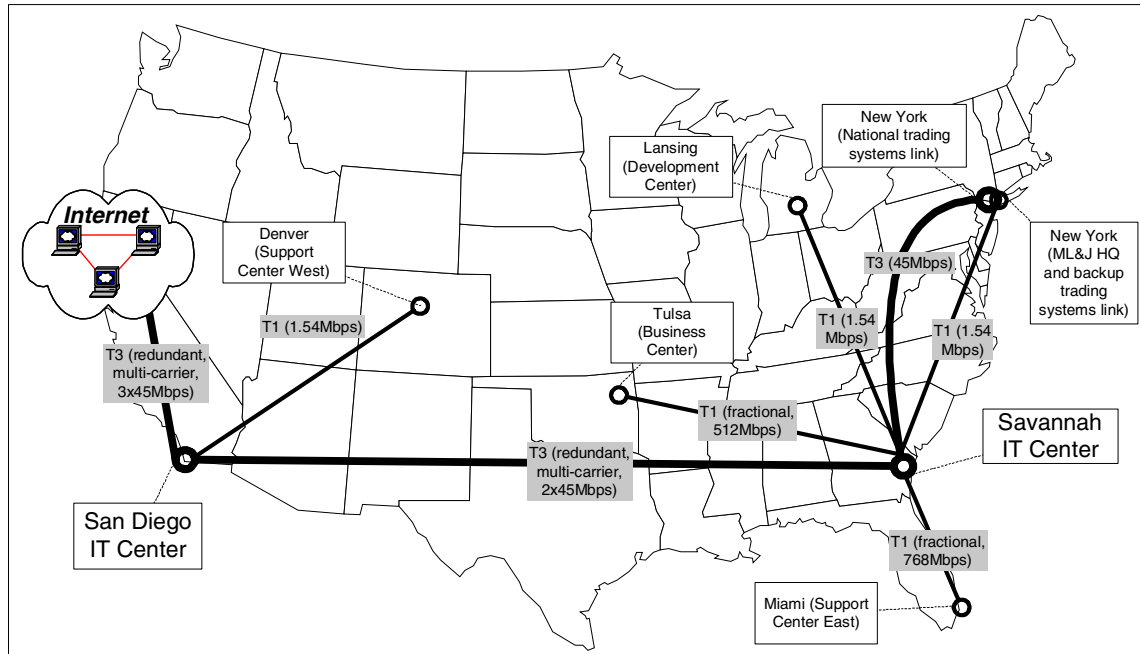 New York
(National trading
systems link)
Lansing
(Development
Center)
Internet
Denver
(Support
Center West)
New York
(ML&J HQ
and backup
trading
systems link)
T3 (45Mbps)
Tulsa
(Business
Center)
T1 (1.54Mbps)
T1 (1.54
Mbps)
T1 (1.54
Mbps)
T3 (redundant,
multi-carrier,
3x45Mbps)
T1 (fractional,
512Mbps)
Savannah
IT Center
T3 (redundant,
multi-carrier,
2x45Mbps)
San Diego
IT Center
T1 (fractional,
768Mbps)
Miami (Support
Center East)